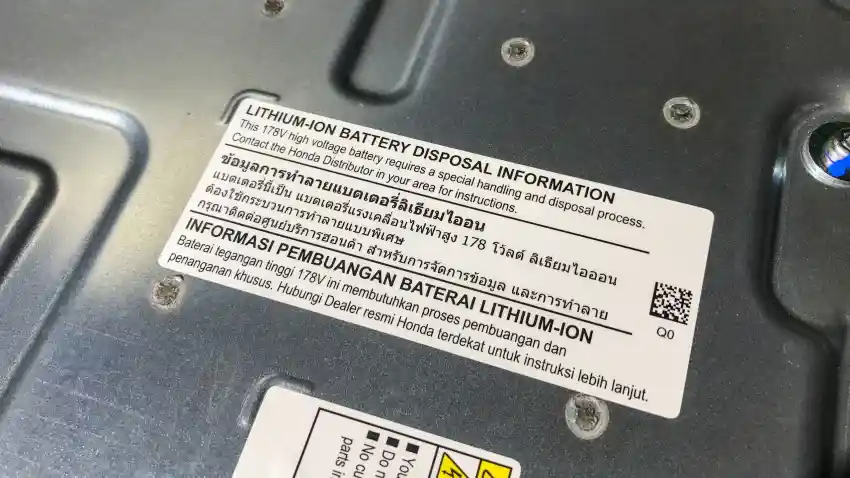 LITHIUM-ION BATTERY DISPOSAL INFORMATION
This 178V high voltage battery requires a special handling and disposal process.
Contact the Honda Distributor in your area for instructions.
ข้อมูลการทำลายแบตเตอรี่ลิเธียมไอออน
แบตเตอรี่นี้เป็น แบตเตอรี่แรงเคลื่อนไฟฟ้าสูง 178 โว้ลต์ ลิเธียมไอออน
ต้องใช้กระบวนการทำลายแบบพิเศษ
กรุณาติดต่อศูนย์บริการฮอนด้า สำหรับการจัดการข้อมูล และการทำลาย
INFORMASI PEMBUANGAN BATERAI LITHIUM-ION
Baterai tegangan tinggi 178V ini membutuhkan proses pembuangan dan
penanganan khusus. Hubungi Dealer resmi Honda terdekat untuk instruksi lebih lanjut.
Q0
You
Do
No
parts